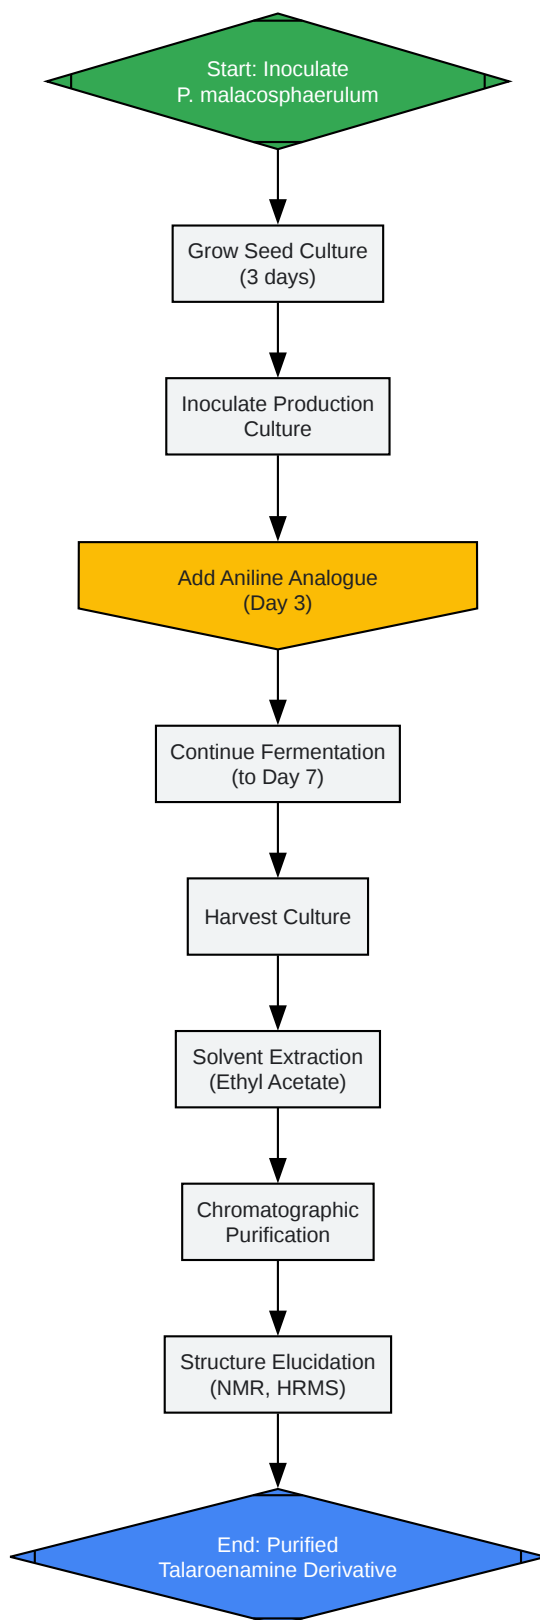 Start: Inoculate
P. malacosphaerulum
Grow Seed Culture
(3 days)
Inoculate Production
Culture
Add Aniline Analogue
(Day 3)
Continue Fermentation
(to Day 7)
Harvest Culture
Solvent Extraction
(Ethyl Acetate)
Chromatographic
Purification
Structure Elucidation
(NMR, HRMS)
End: Purified
Talaroenamine Derivative